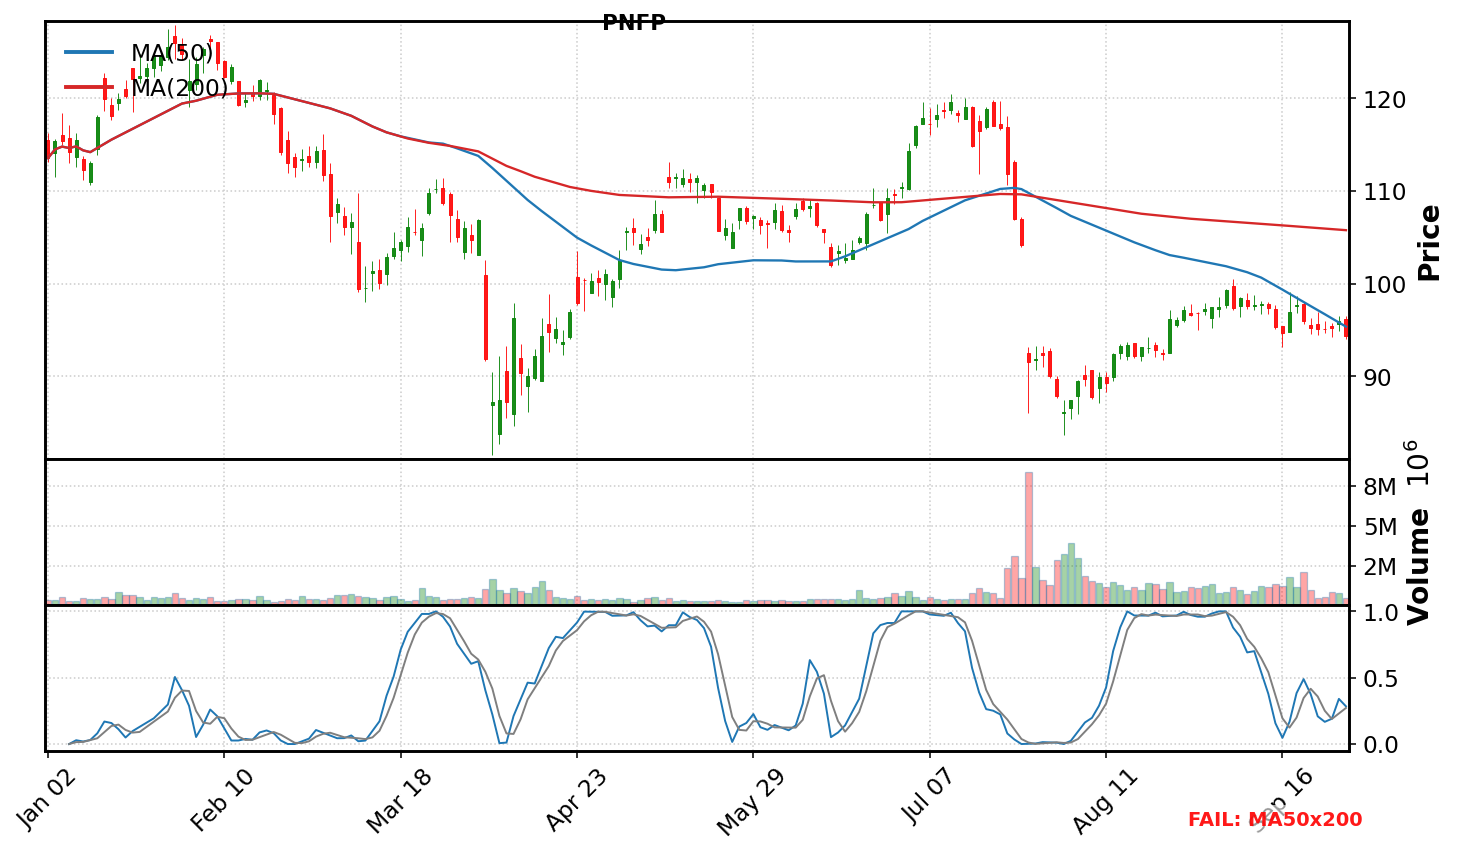 PNFP
MA(50)
MA(200)
120
110
100
90
Price
8M
5M
2M
Volume 10^6
1.0
0.5
0.0
Jan 02
Feb 10
Mar 18
Apr 23
May 29
Jul 07
Aug 11
Sep 16
FAIL: MA50x200